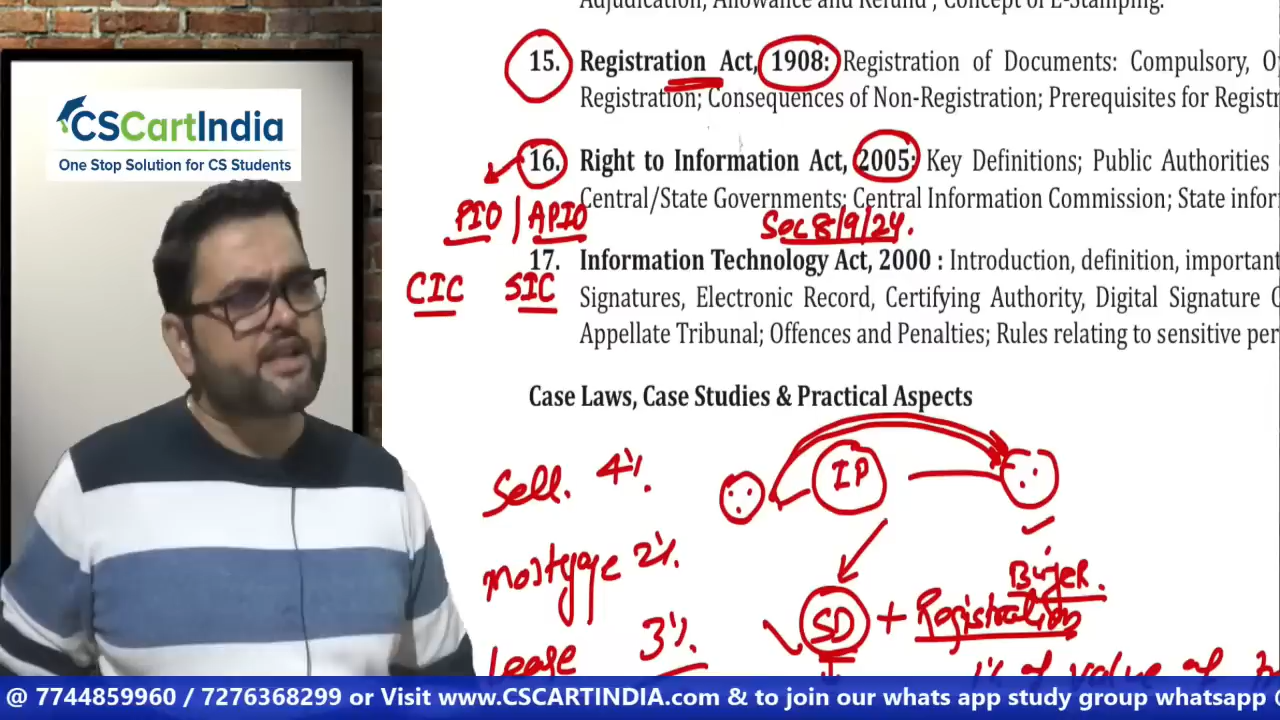 Adjudication, Allowance and Refund ; Concept of E-Stamping.
15. Registration Act, 1908: Registration of Documents: Compulsory, O
Registration; Consequences of Non-Registration; Prerequisites for Registr
CSCartIndia
One Stop Solution for CS Students
16. Right to Information Act, 2005: Key Definitions; Public Authorities
Central/State Governments; Central Information Commission; State infor
PIO / APIO
Sec 8/9/24.
17. Information Technology Act, 2000 : Introduction, definition, important
CIC SIC
Signatures, Electronic Record, Certifying Authority, Digital Signature
Appellate Tribunal; Offences and Penalties; Rules relating to sensitive per
Case Laws, Case Studies & Practical Aspects
Sell. 4%.
IP
mortgage 2%.
Buyer.
SD + Registration
Lease 3%
1% of value of
@ 7744859960 / 7276368299 or Visit www.CSCARTINDIA.com & to join our whats app study group whatsapp